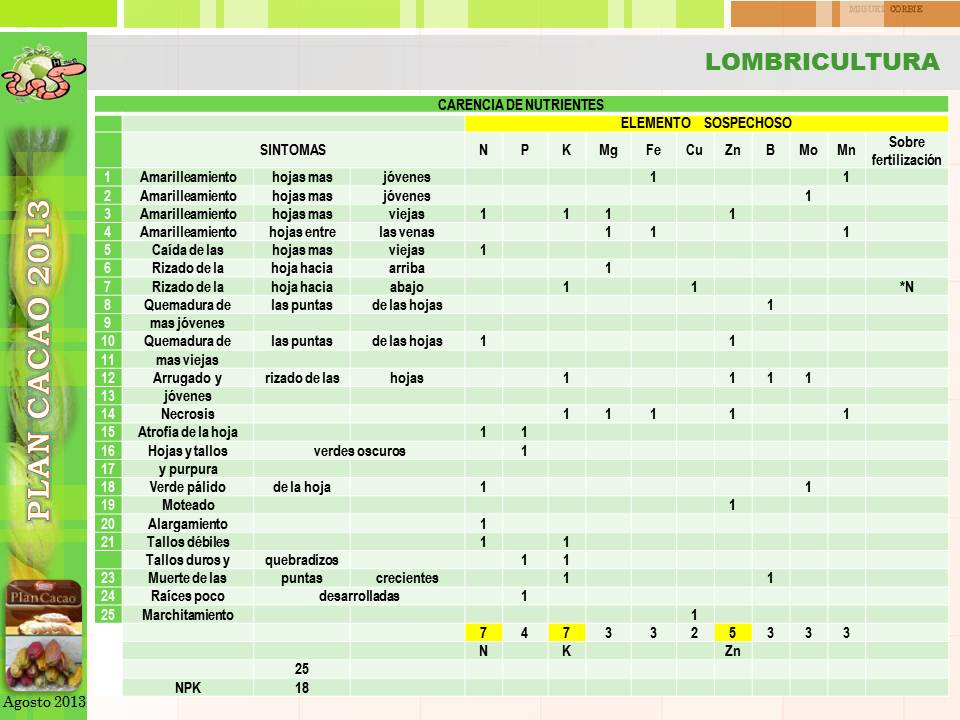 MIGUEL CORBIE
LOMBRICULTURA
CARENCIA DE NUTRIENTES
ELEMENTO SOSPECHOSO
SINTOMAS N P K Mg Fe Cu Zn B Mo Mn Sobre fertilización
1 Amarilleamiento hojas mas jóvenes 1 1
2 Amarilleamiento hojas mas jóvenes 1
3 Amarilleamiento hojas mas viejas 1 1 1 1
4 Amarilleamiento hojas entre las venas 1 1 1
5 Caída de las hojas mas viejas 1
6 Rizado de la hoja hacia arriba 1
7 Rizado de la hoja hacia abajo 1 1 *N
8 Quemadura de las puntas de las hojas 1
9 mas jóvenes
10 Quemadura de las puntas de las hojas 1 1
11 mas viejas
12 Arrugado y rizado de las hojas 1 1 1 1
13 jóvenes
14 Necrosis 1 1 1 1 1
15 Atrofia de la hoja 1 1
16 Hojas y tallos verdes oscuros 1
17 y purpura
18 Verde pálido de la hoja 1 1
19 Moteado 1
20 Alargamiento 1
21 Tallos débiles 1 1
Tallos duros y quebradizos 1 1
23 Muerte de las puntas crecientes 1 1
24 Raíces poco desarrolladas 1
25 Marchitamiento 1
7 4 7 3 3 2 5 3 3 3
N K Zn
25
NPK 18
PLAN CACAO 2013
Plan Cacao
Agosto 2013